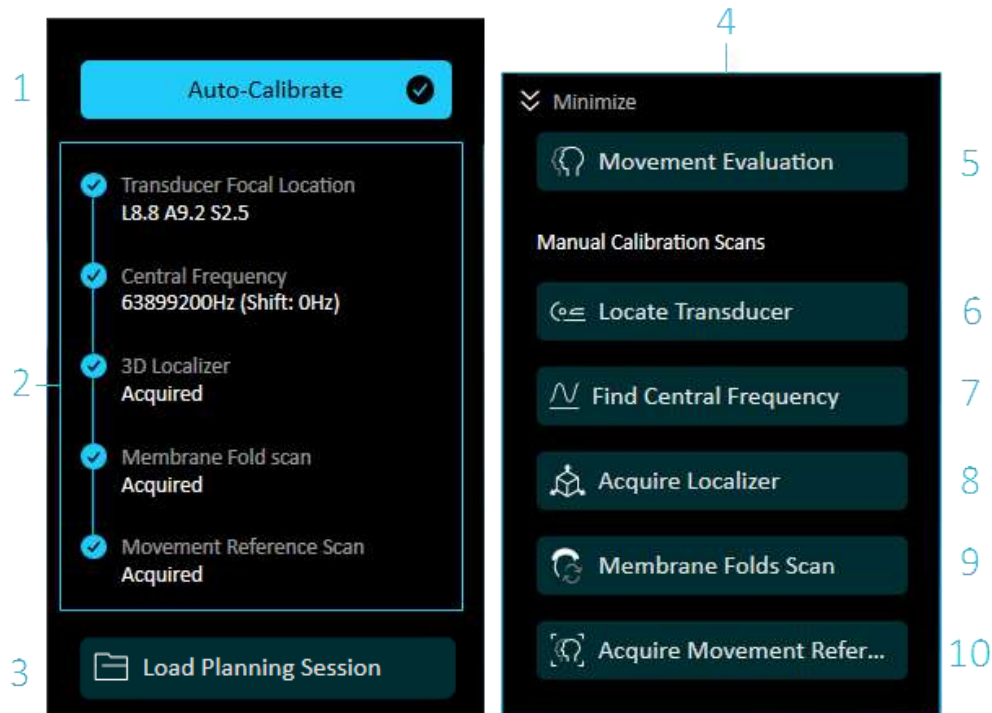 1
Auto-Calibrate
2
Transducer Focal Location
L8.8 A9.2 S2.5
Central Frequency
63899200Hz (Shift: 0Hz)
3D Localizer
Acquired
Membrane Fold scan
Acquired
Movement Reference Scan
Acquired
3
Load Planning Session
4
Minimize
Movement Evaluation
5
Manual Calibration Scans
Locate Transducer
6
Find Central Frequency
7
Acquire Localizer
8
Membrane Folds Scan
9
Acquire Movement Refer...
10